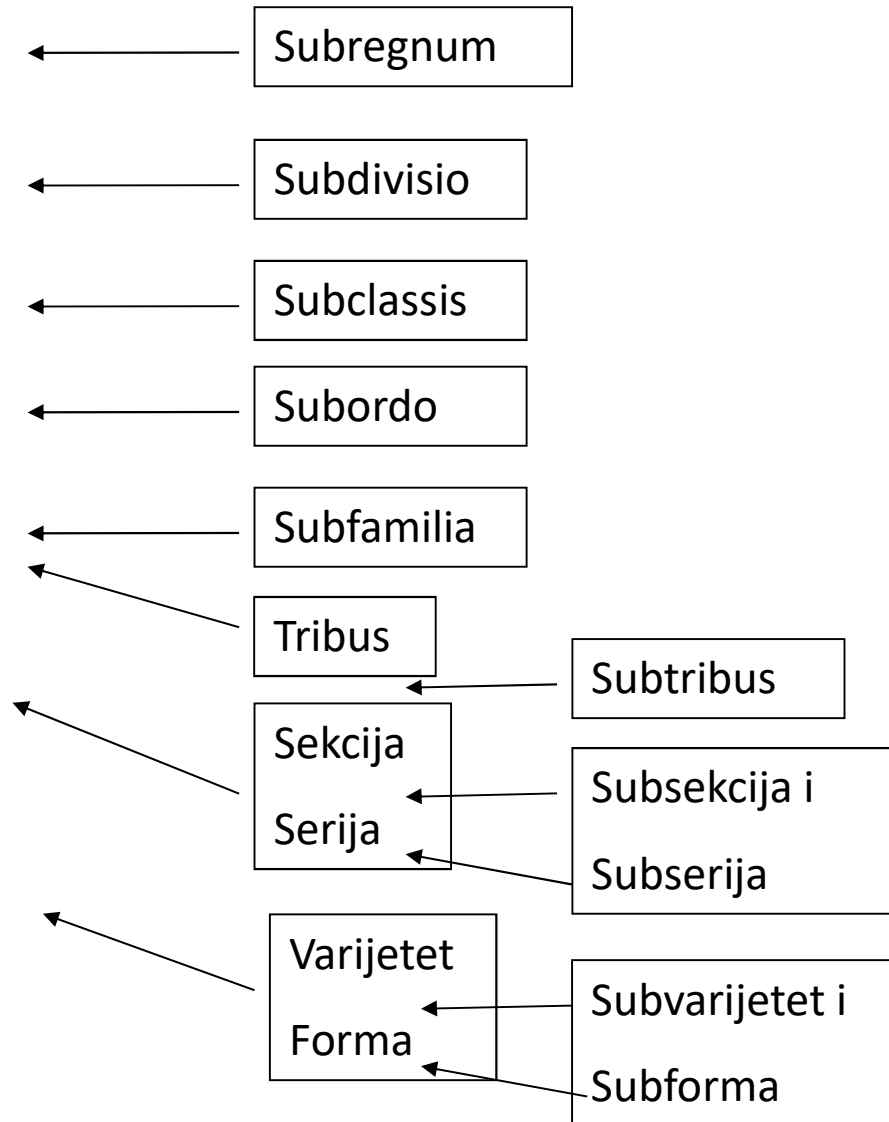 Subregnum
Subdivisio
Subclassis
Subordo
Subfamilia
Tribus
Subtribus
Sekcija
Serija
Subsekcija i
Subserija
Varijetet
Forma
Subvarijetet i
Subforma